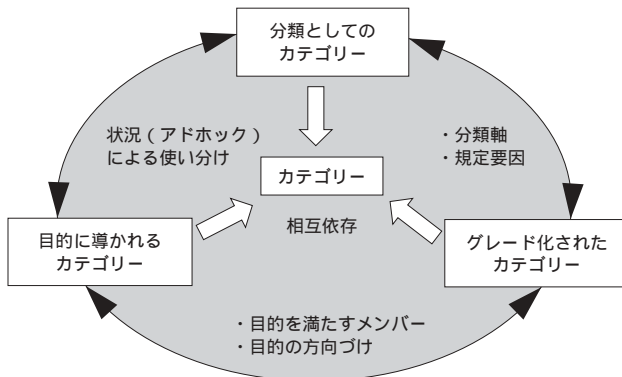 分類としての
カテゴリー
状況（アドホック）
による使い分け
・分類軸
・規定要因
カテゴリー
相互依存
目的に導かれる
カテゴリー
グレード化された
カテゴリー
・目的を満たすメンバー
・目的の方向づけ